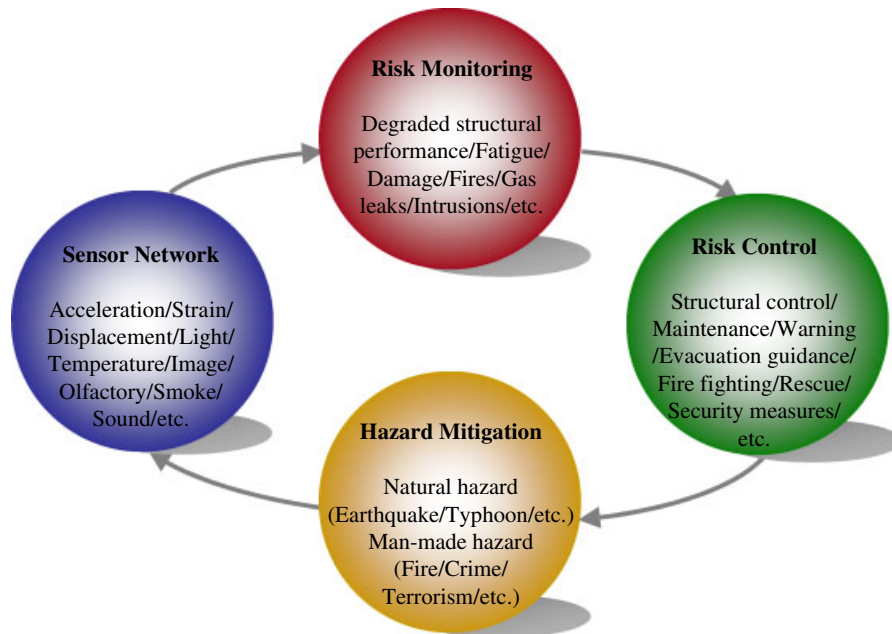 Risk Monitoring
Degraded structural
performance/Fatigue/
Damage/Fires/Gas
leaks/Intrusions/etc.
Sensor Network
Acceleration/Strain/
Displacement/Light/
Temperature/Image/
Olfactory/Smoke/
Sound/etc.
Risk Control
Structural control/
Maintenance/Warning
/Evacuation guidance/
Fire fighting/Rescue/
Security measures/
etc.
Hazard Mitigation
Natural hazard
(Earthquake/Typhoon/etc.)
Man-made hazard
(Fire/Crime/
Terrorism/etc.)